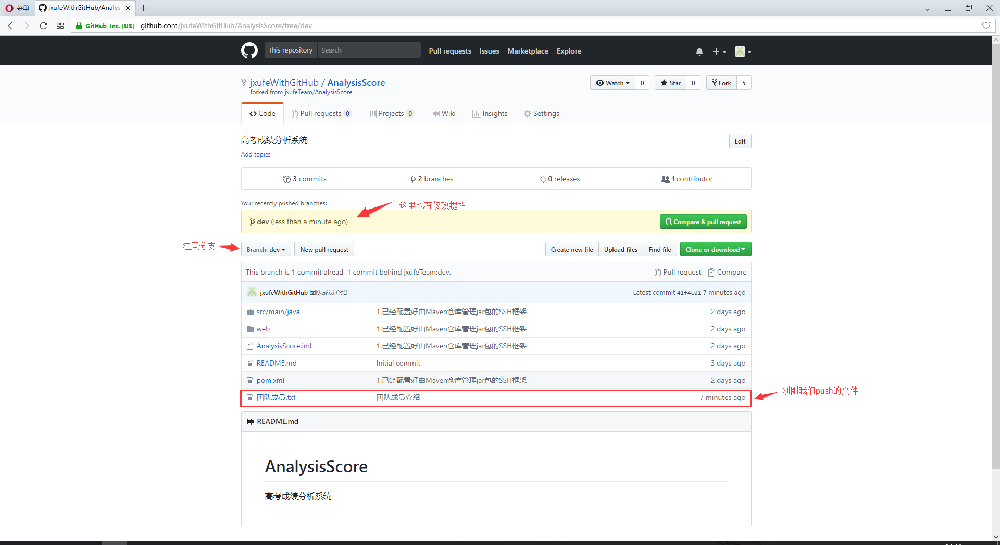 菜单
jxufeWithGitHub/Analys
GitHub, Inc. [US]
github.com/jxufeWithGitHub/AnalysisScore/tree/dev
This repository Search
Pull requests Issues Marketplace Explore
jxufeWithGitHub / AnalysisScore
forked from jxufeTeam/AnalysisScore
Watch 0 Star 0 Fork 5
Code Pull requests 0 Projects 0 Wiki Insights Settings
高考成绩分析系统
Edit
Add topics
3 commits 2 branches 0 releases 1 contributor
Your recently pushed branches:
这里也有修改提醒
dev (less than a minute ago)
Compare & pull request
注意分支
Branch: dev New pull request Create new file Upload files Find file Clone or download
This branch is 1 commit ahead, 1 commit behind jxufeTeam:dev. Pull request Compare
jxufeWithGitHub 团队成员介绍 Latest commit 41f4c01 7 minutes ago
src/main/java 1.已经配置好由Maven仓库管理jar包的SSH框架 2 days ago
web 1.已经配置好由Maven仓库管理jar包的SSH框架 2 days ago
AnalysisScore.iml 1.已经配置好由Maven仓库管理jar包的SSH框架 2 days ago
README.md Initial commit 3 days ago
pom.xml 1.已经配置好由Maven仓库管理jar包的SSH框架 2 days ago
团队成员.txt 团队成员介绍 7 minutes ago
刚刚我们push的文件
README.md
AnalysisScore
高考成绩分析系统